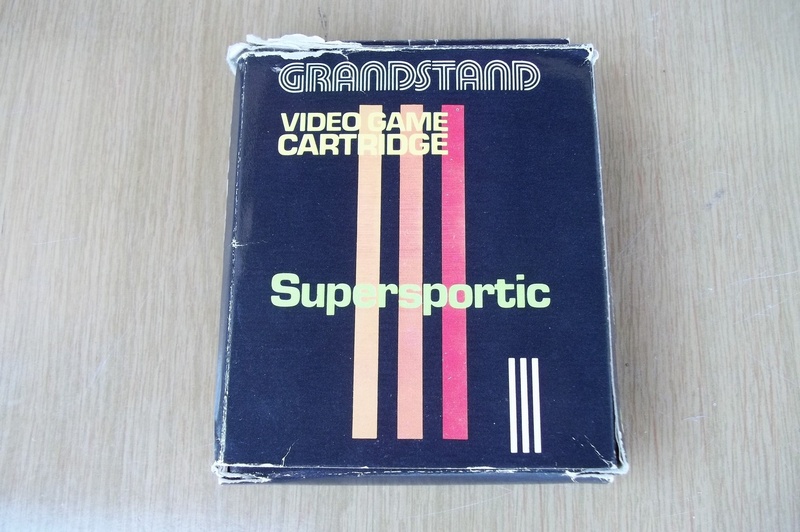 GRANDSTAND
VIDEO GAME
CARTRIDGE
Supersportic